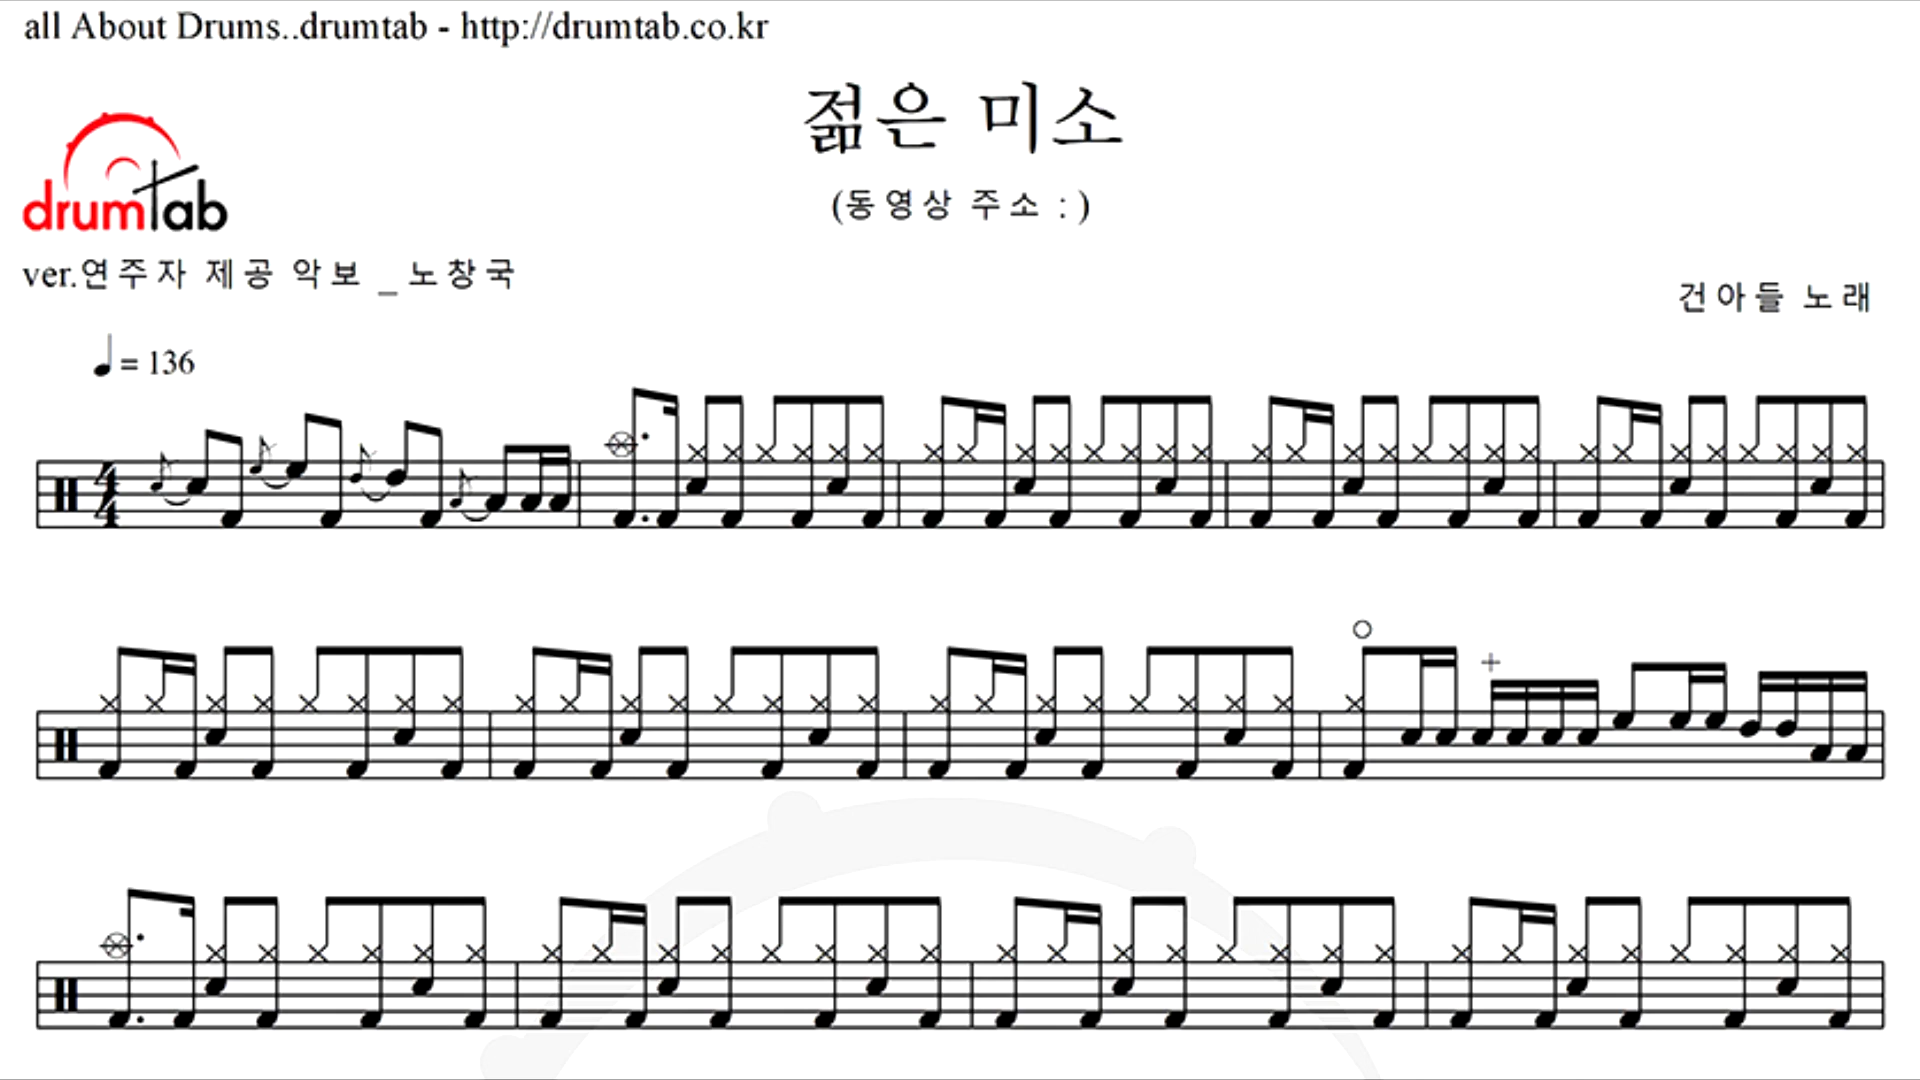 all About Drums..drumtab - http://drumtab.co.kr
젊은 미소
drumtab
(동영상 주소 : )
ver.연주자 제공 악보 _ 노창국
건아들 노래
♩ = 136
4/4